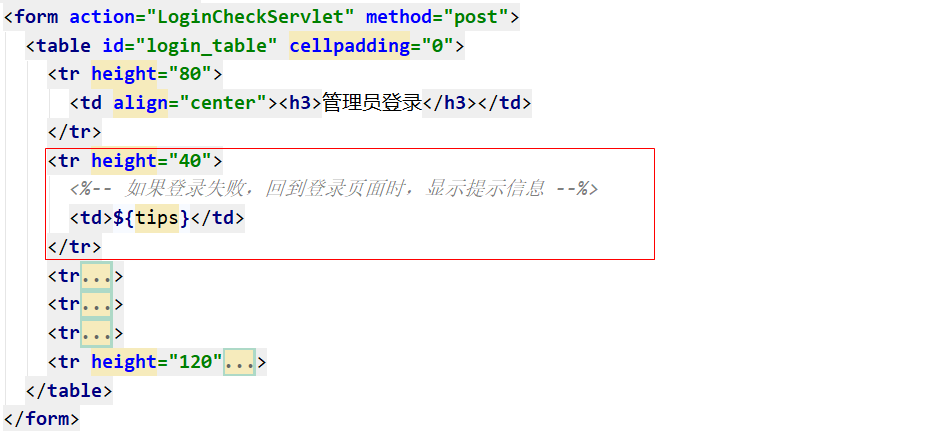 <form action="LoginCheckServlet" method="post">
<table id="login_table" cellpadding="0">
<tr height="80">
<td align="center"><h3>管理员登录</h3></td>
</tr>
<tr height="40">
<%-- 如果登录失败，回到登录页面时，显示提示信息 --%>
<td>${tips}</td>
</tr>
<tr...>
<tr...>
<tr...>
<tr height="120"...>
</table>
</form>